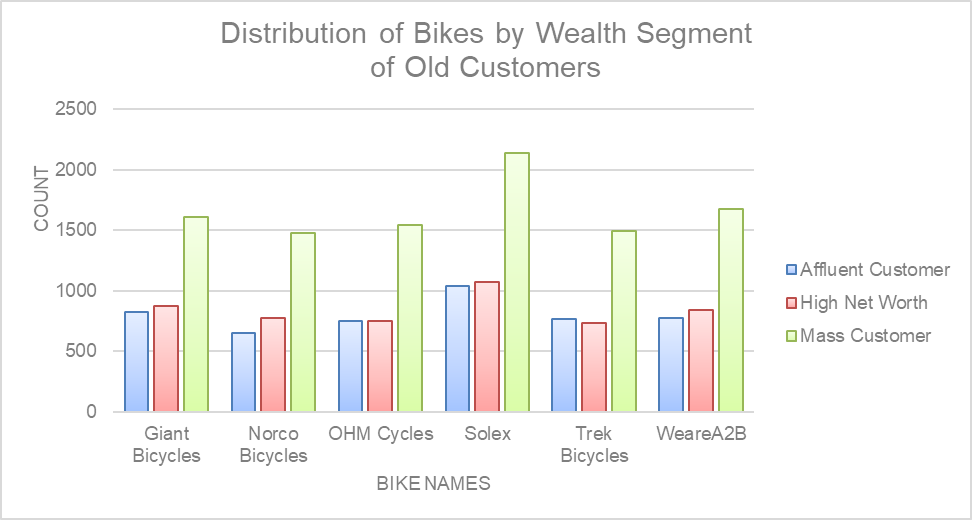 Distribution of Bikes by Wealth Segment
of Old Customers
COUNT
2500
2000
1500
1000
500
0
Giant
Bicycles
Norco
Bicycles
OHM Cycles
Solex
Trek
Bicycles
WeareA2B
BIKE NAMES
Affluent Customer
High Net Worth
Mass Customer